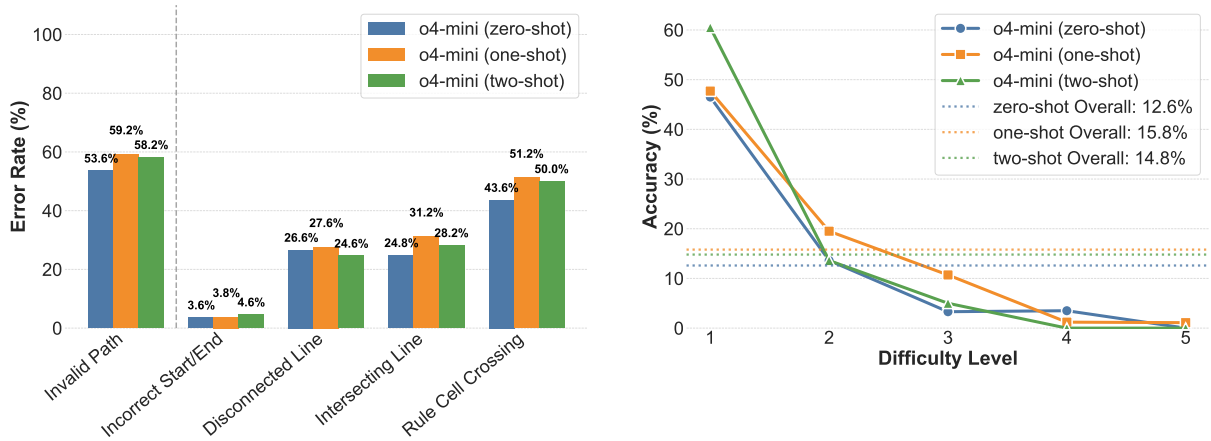 Error Rate (%)
100
80
60
40
20
0
o4-mini (zero-shot)
o4-mini (one-shot)
o4-mini (two-shot)
53.6%
59.2%
58.2%
3.6%
3.8%
4.6%
26.6%
27.6%
24.6%
24.8%
31.2%
28.2%
43.6%
51.2%
50.0%
Invalid Path
Incorrect Start/End
Disconnected Line
Intersecting Line
Rule Cell Crossing
Accuracy (%)
60
50
40
30
20
10
0
o4-mini (zero-shot)
o4-mini (one-shot)
o4-mini (two-shot)
zero-shot Overall: 12.6%
one-shot Overall: 15.8%
two-shot Overall: 14.8%
1
2
3
4
5
Difficulty Level